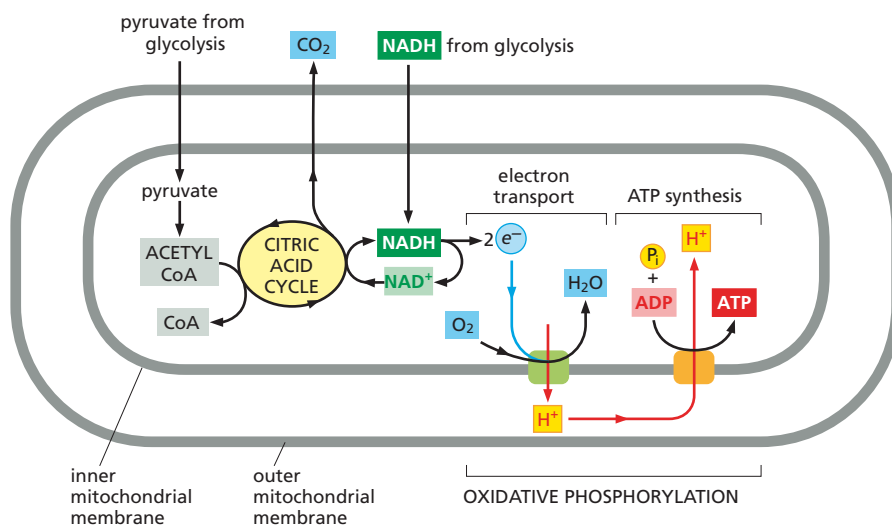 pyruvate from
glycolysis
CO₂
NADH from glycolysis
pyruvate
ACETYL
CoA
CoA
CITRIC
ACID
CYCLE
NADH
NAD⁺
electron
transport
2 e⁻
O₂
H₂O
H⁺
ATP synthesis
Pᵢ
+
ADP
H⁺
ATP
inner
mitochondrial
membrane
outer
mitochondrial
membrane
OXIDATIVE PHOSPHORYLATION